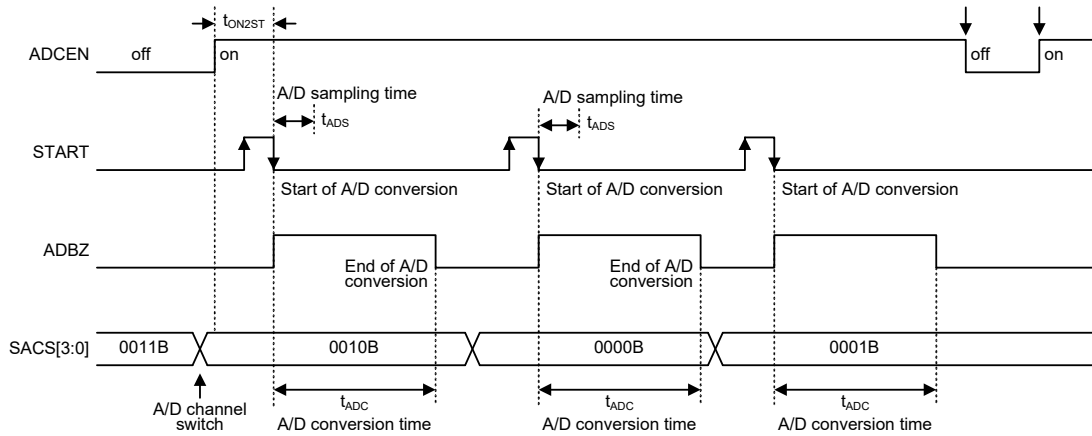 tON2ST
ADCEN
off
on
off
on
A/D sampling time
tADS
A/D sampling time
tADS
START
Start of A/D conversion
Start of A/D conversion
Start of A/D conversion
ADBZ
End of A/D
conversion
End of A/D
conversion
SACS[3:0]
0011B
0010B
0000B
0001B
A/D channel
switch
tADC
A/D conversion time
tADC
A/D conversion time
tADC
A/D conversion time